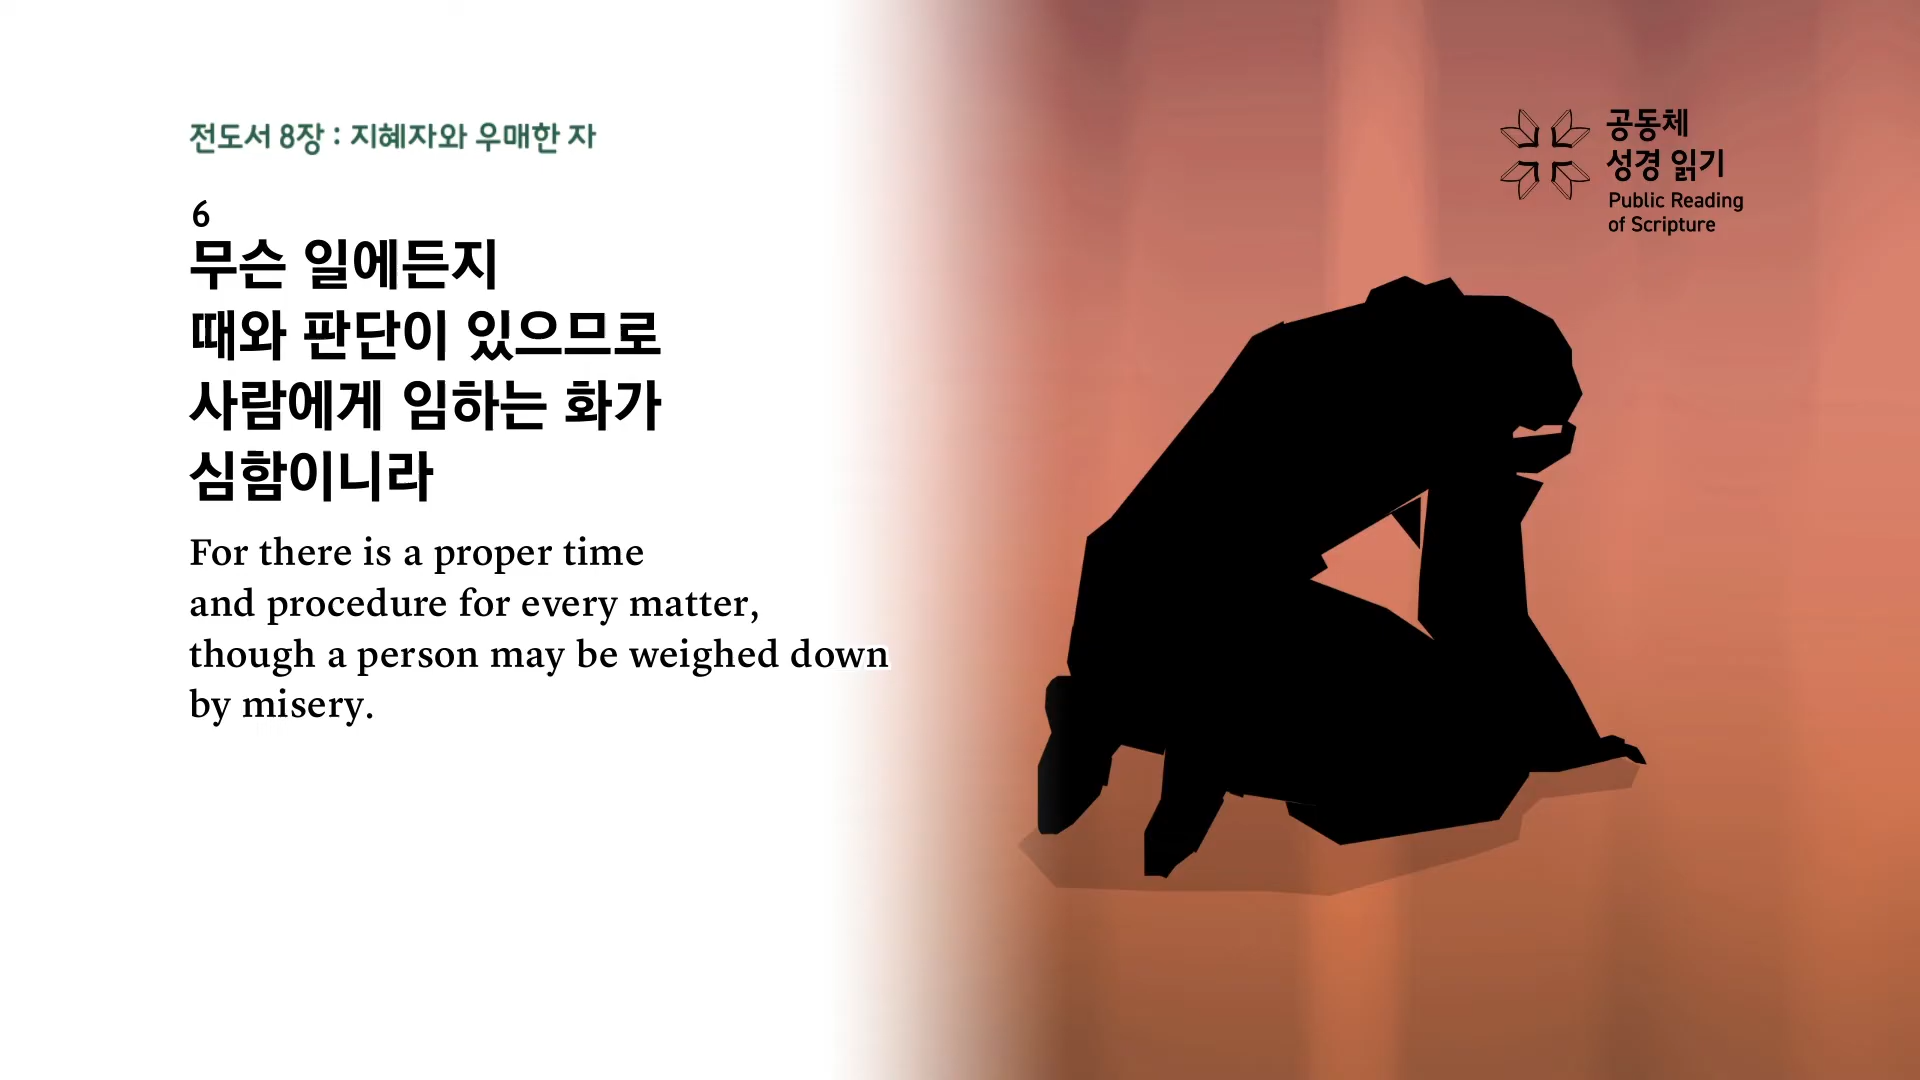 전도서 8장 : 지혜자와 우매한 자
6
무슨 일에든지
때와 판단이 있으므로
사람에게 임하는 화가
심함이니라
For there is a proper time
and procedure for every matter,
though a person may be weighed down
by misery.
공동체
성경 읽기
Public Reading
of Scripture